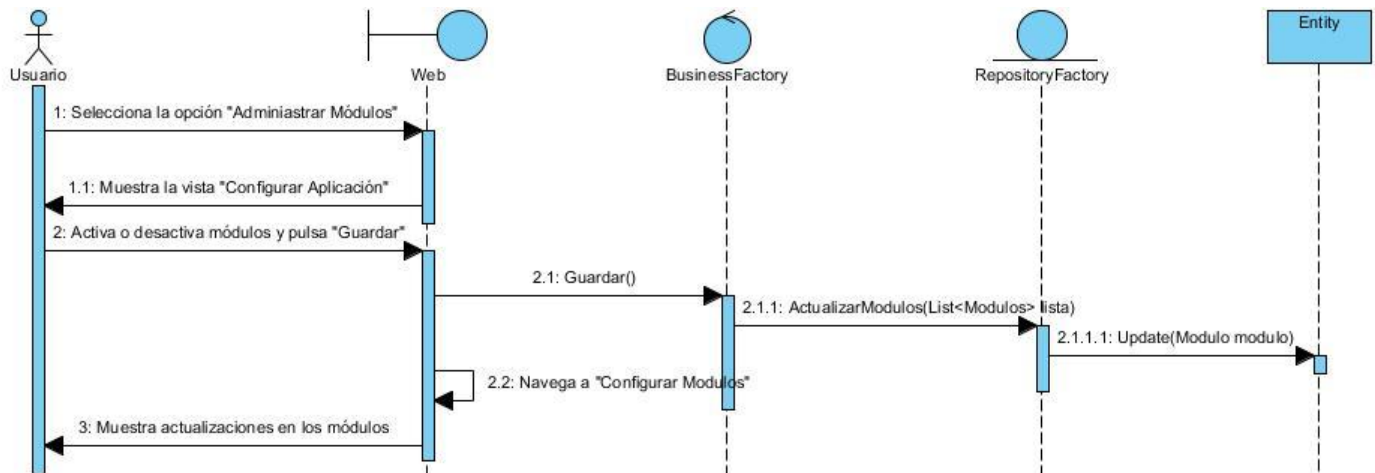 Entity
Usuario
Web
BusinessFactory
RepositoryFactory
1: Selecciona la opción "Adminiastrar Módulos"
1.1: Muestra la vista "Configurar Aplicación"
2: Activa o desactiva módulos y pulsa "Guardar"
2.1: Guardar()
2.1.1: ActualizarModulos(List<Modulos> lista)
2.1.1.1: Update(Modulo modulo)
2.2: Navega a "Configurar Modulos"
3: Muestra actualizaciones en los módulos